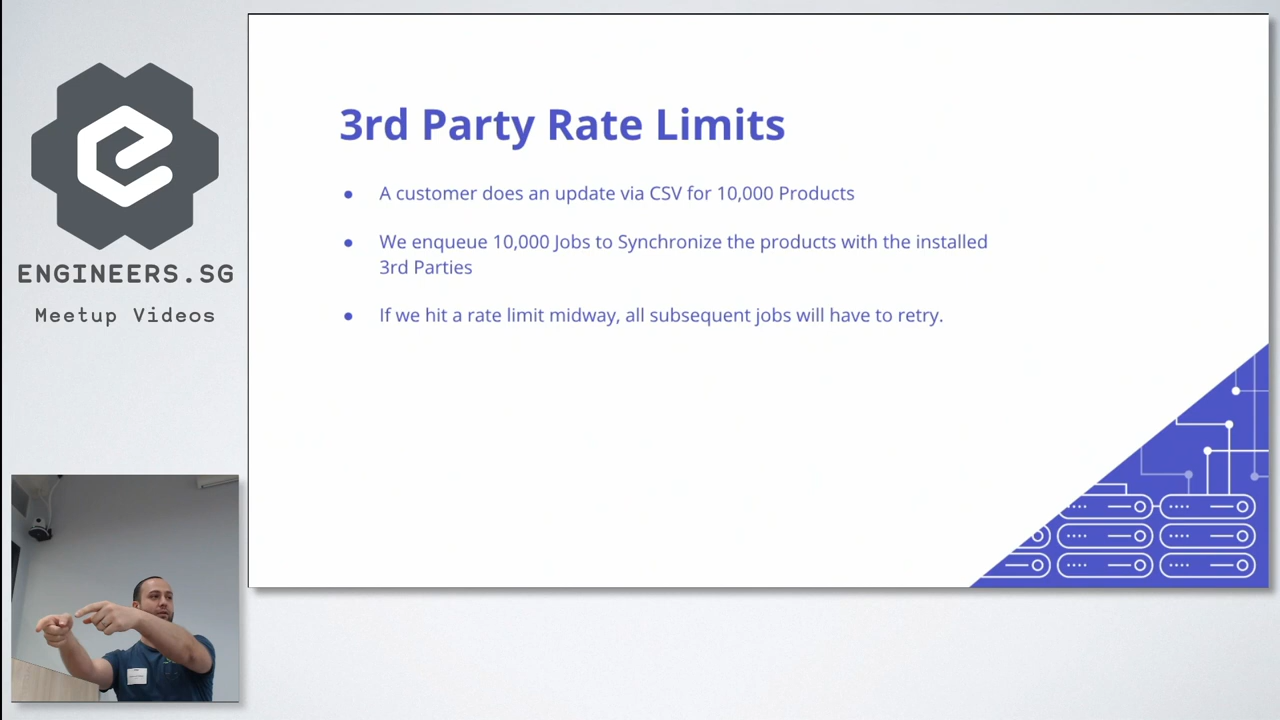 ENGINEERS.SG
Meetup Videos
3rd Party Rate Limits
● A customer does an update via CSV for 10,000 Products
● We enqueue 10,000 Jobs to Synchronize the products with the installed
3rd Parties
● If we hit a rate limit midway, all subsequent jobs will have to retry.